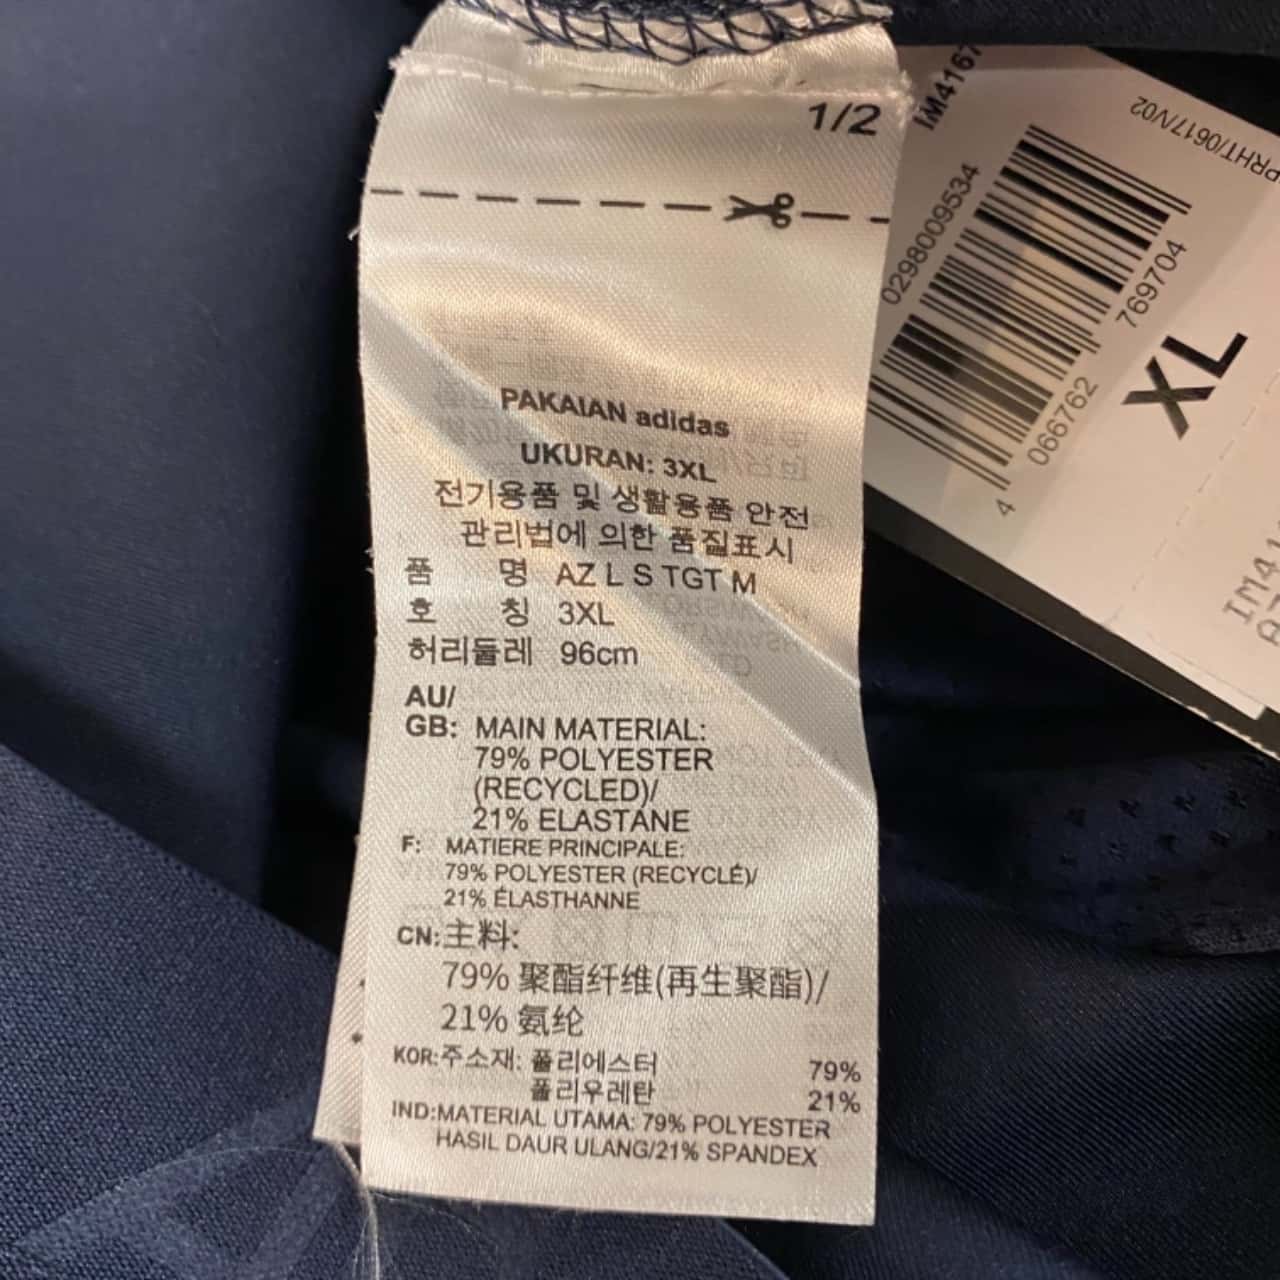 1/2
PAKAIAN adidas
UKURAN: 3XL
전기용품 및 생활용품 안전
관리법에 의한 품질표시
품 명 AZ L S TGT M
호 칭 3XL
허리둘레 96cm
AU/
GB: MAIN MATERIAL:
79% POLYESTER
(RECYCLED)/
21% ELASTANE
F: MATIERE PRINCIPALE:
79% POLYESTER (RECYCLÉ)/
21% ÉLASTHANNE
CN:主料:
79% 聚酯纤维(再生聚酯)/
21% 氨纶
KOR:주소재: 폴리에스터 79%
폴리우레탄 21%
IND:MATERIAL UTAMA: 79% POLYESTER
HASIL DAUR ULANG/21% SPANDEX
IM4167
PRHT/0617/V02
0298009534
4 066762 769704
XL